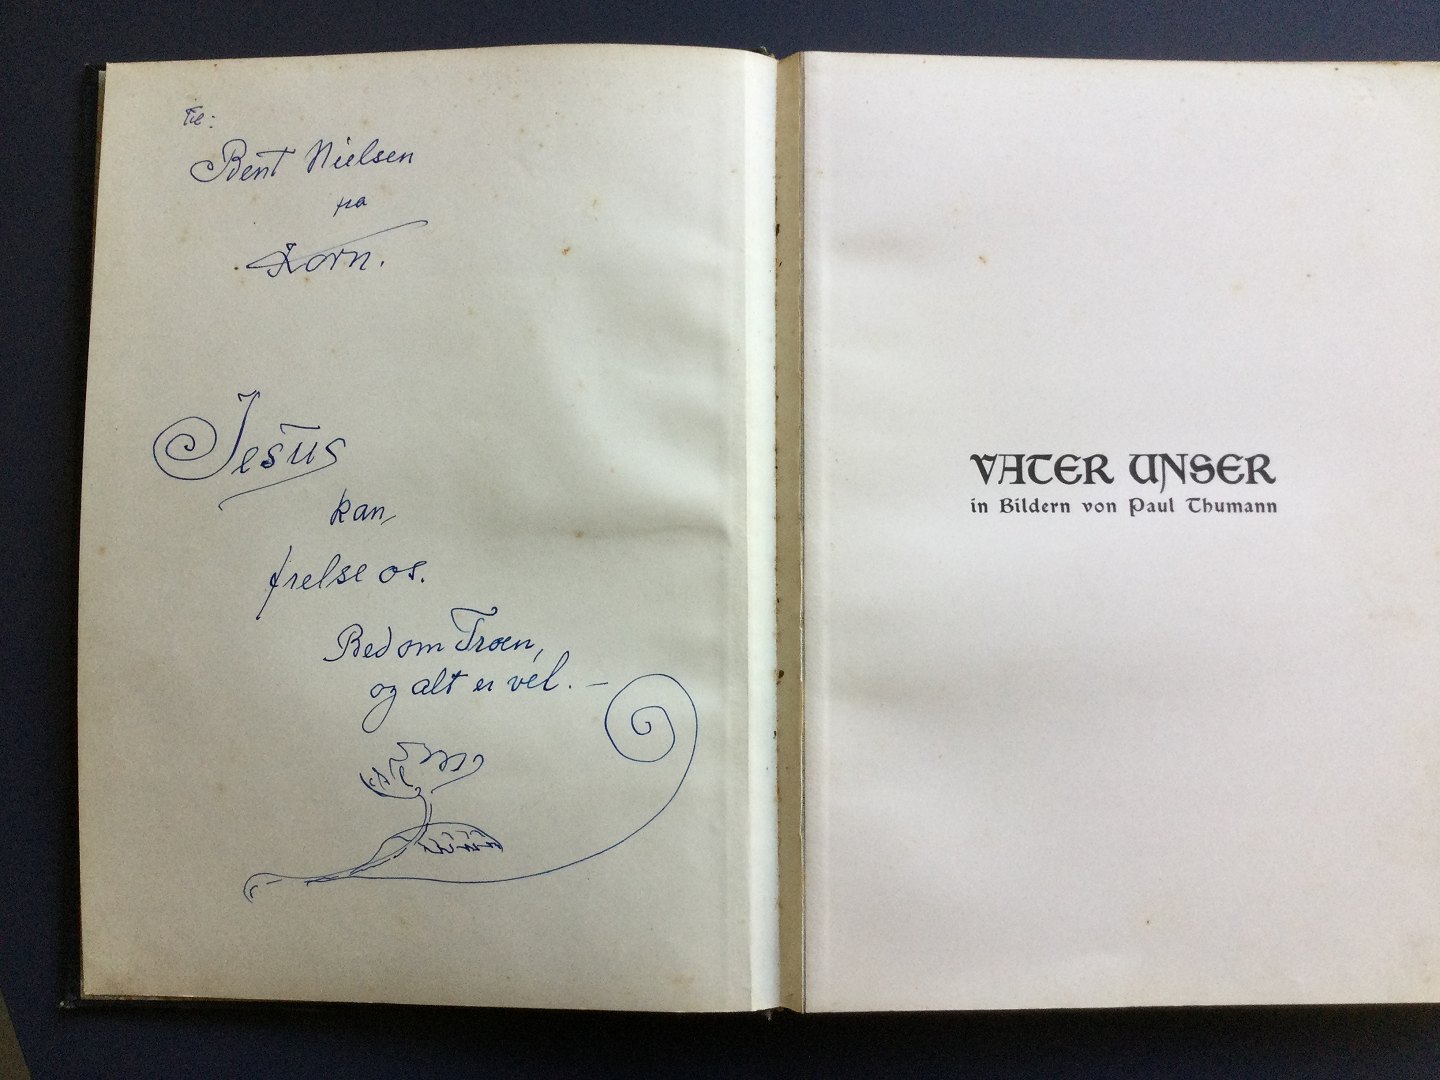 Til:
Bent Nielsen
fra
Korn.
Jesus
kan,
frelse os.
Bed om Troen,
og alt er vel. —
VATER UNSER
in Bildern von Paul Thumann